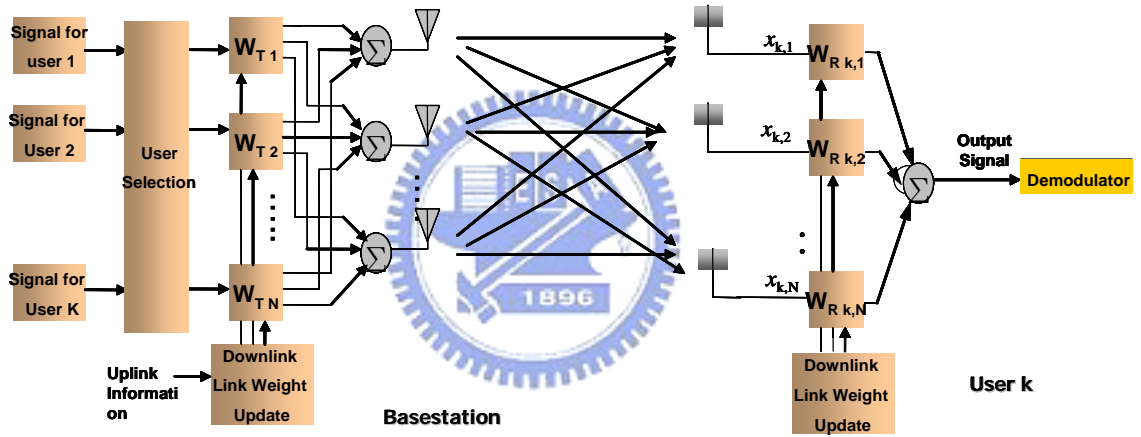 Signal for
user 1
Signal for
User 2
Signal for
User K
User
Selection
W T 1
W T 2
W T N
Σ
Σ
Σ
Uplink
Informati
on
Downlink
Link Weight
Update
Basestation
1896
x k,1
x k,2
x k,N
W R k,1
W R k,2
W R k,N
Σ
Output
Signal
Demodulator
Downlink
Link Weight
Update
User k